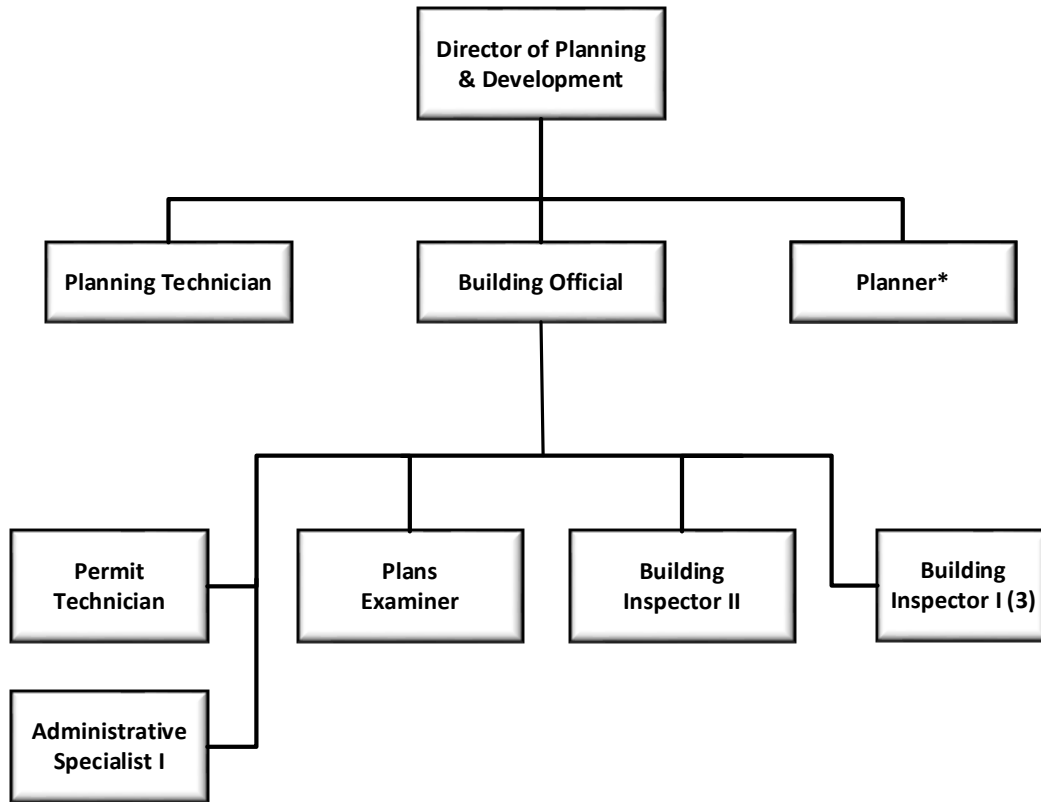 Director of Planning
& Development
Planning Technician
Building Official
Planner*
Permit
Technician
Plans
Examiner
Building
Inspector II
Building
Inspector I (3)
Administrative
Specialist I